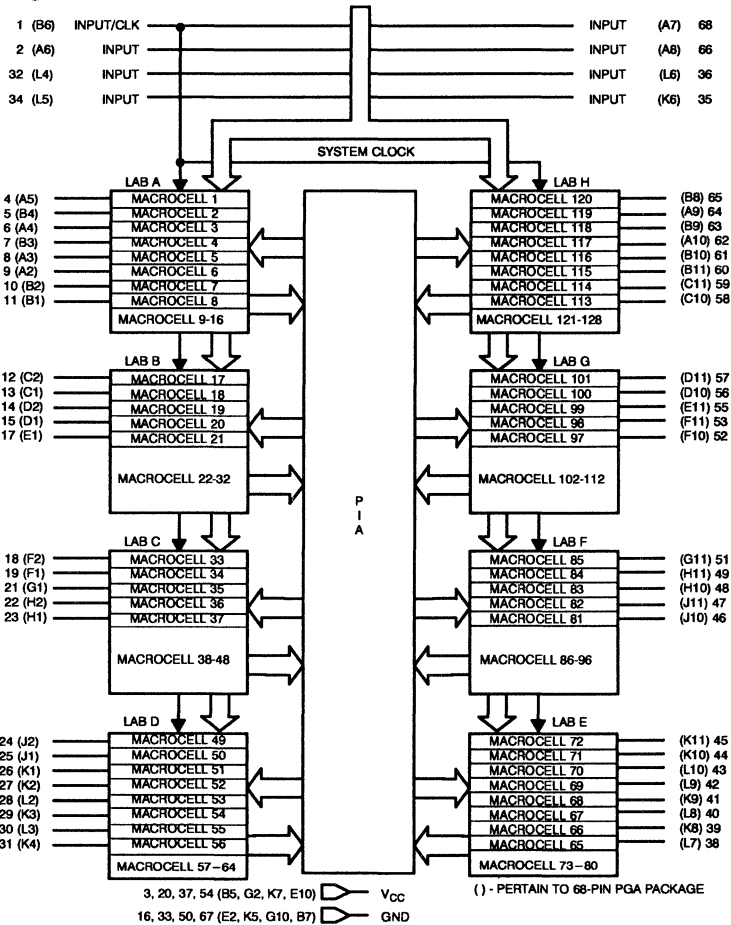 1 (B6) INPUT/CLK INPUT (A7) 68
2 (A6) INPUT INPUT (A8) 66
32 (L4) INPUT INPUT (L6) 36
34 (L5) INPUT INPUT (K6) 35
SYSTEM CLOCK
LAB A LAB H
4 (A5) MACROCELL 1 MACROCELL 120 (B8) 65
5 (B4) MACROCELL 2 MACROCELL 119 (A9) 64
6 (A4) MACROCELL 3 MACROCELL 118 (B9) 63
7 (B3) MACROCELL 4 MACROCELL 117 (A10) 62
8 (A3) MACROCELL 5 MACROCELL 116 (B10) 61
9 (A2) MACROCELL 6 MACROCELL 115 (B11) 60
10 (B2) MACROCELL 7 MACROCELL 114 (C11) 59
11 (B1) MACROCELL 8 MACROCELL 113 (C10) 58
MACROCELL 9-16 MACROCELL 121-128
LAB B LAB G
12 (C2) MACROCELL 17 MACROCELL 101 (D11) 57
13 (C1) MACROCELL 18 MACROCELL 100 (D10) 56
14 (D2) MACROCELL 19 MACROCELL 99 (E11) 55
15 (D1) MACROCELL 20 MACROCELL 98 (F11) 53
17 (E1) MACROCELL 21 MACROCELL 97 (F10) 52
MACROCELL 22-32 MACROCELL 102-112
P
I
A
LAB C LAB F
18 (F2) MACROCELL 33 MACROCELL 85 (G11) 51
19 (F1) MACROCELL 34 MACROCELL 84 (H11) 49
21 (G1) MACROCELL 35 MACROCELL 83 (H10) 48
22 (H2) MACROCELL 36 MACROCELL 82 (J11) 47
23 (H1) MACROCELL 37 MACROCELL 81 (J10) 46
MACROCELL 38-48 MACROCELL 86-96
LAB D LAB E
24 (J2) MACROCELL 49 MACROCELL 72 (K11) 45
25 (J1) MACROCELL 50 MACROCELL 71 (K10) 44
26 (K1) MACROCELL 51 MACROCELL 70 (L10) 43
27 (K2) MACROCELL 52 MACROCELL 69 (L9) 42
28 (L2) MACROCELL 53 MACROCELL 68 (K9) 41
29 (K3) MACROCELL 54 MACROCELL 67 (L8) 40
30 (L3) MACROCELL 55 MACROCELL 66 (K8) 39
31 (K4) MACROCELL 56 MACROCELL 65 (L7) 38
MACROCELL 57-64 MACROCELL 73-80
3, 20, 37, 54 (B5, G2, K7, E10) VCC ( ) - PERTAIN TO 68-PIN PGA PACKAGE
16, 33, 50, 67 (E2, K5, G10, B7) GND